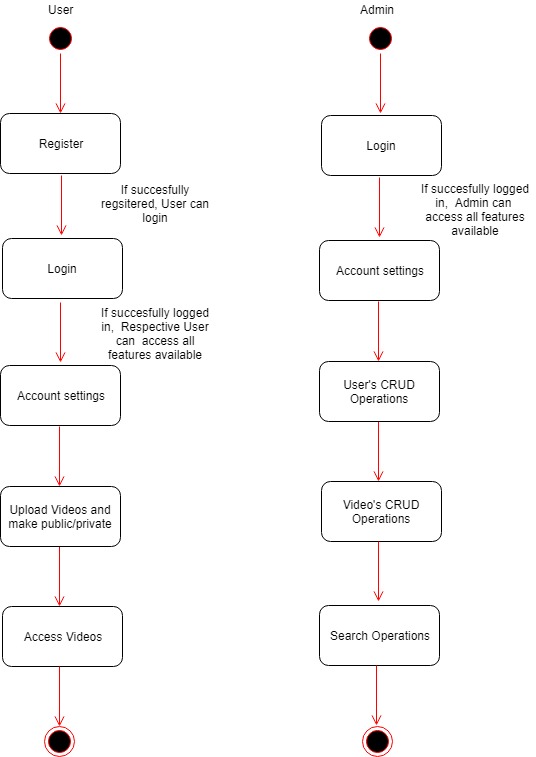 User
Register
If succesfully
regsitered, User can
login
Login
If succesfully logged
in,  Respective User
can  access all
features available
Account settings
Upload Videos and
make public/private
Access Videos
Admin
Login
If succesfully logged
in,  Admin can
access all features
available
Account settings
User's CRUD
Operations
Video's CRUD
Operations
Search Operations